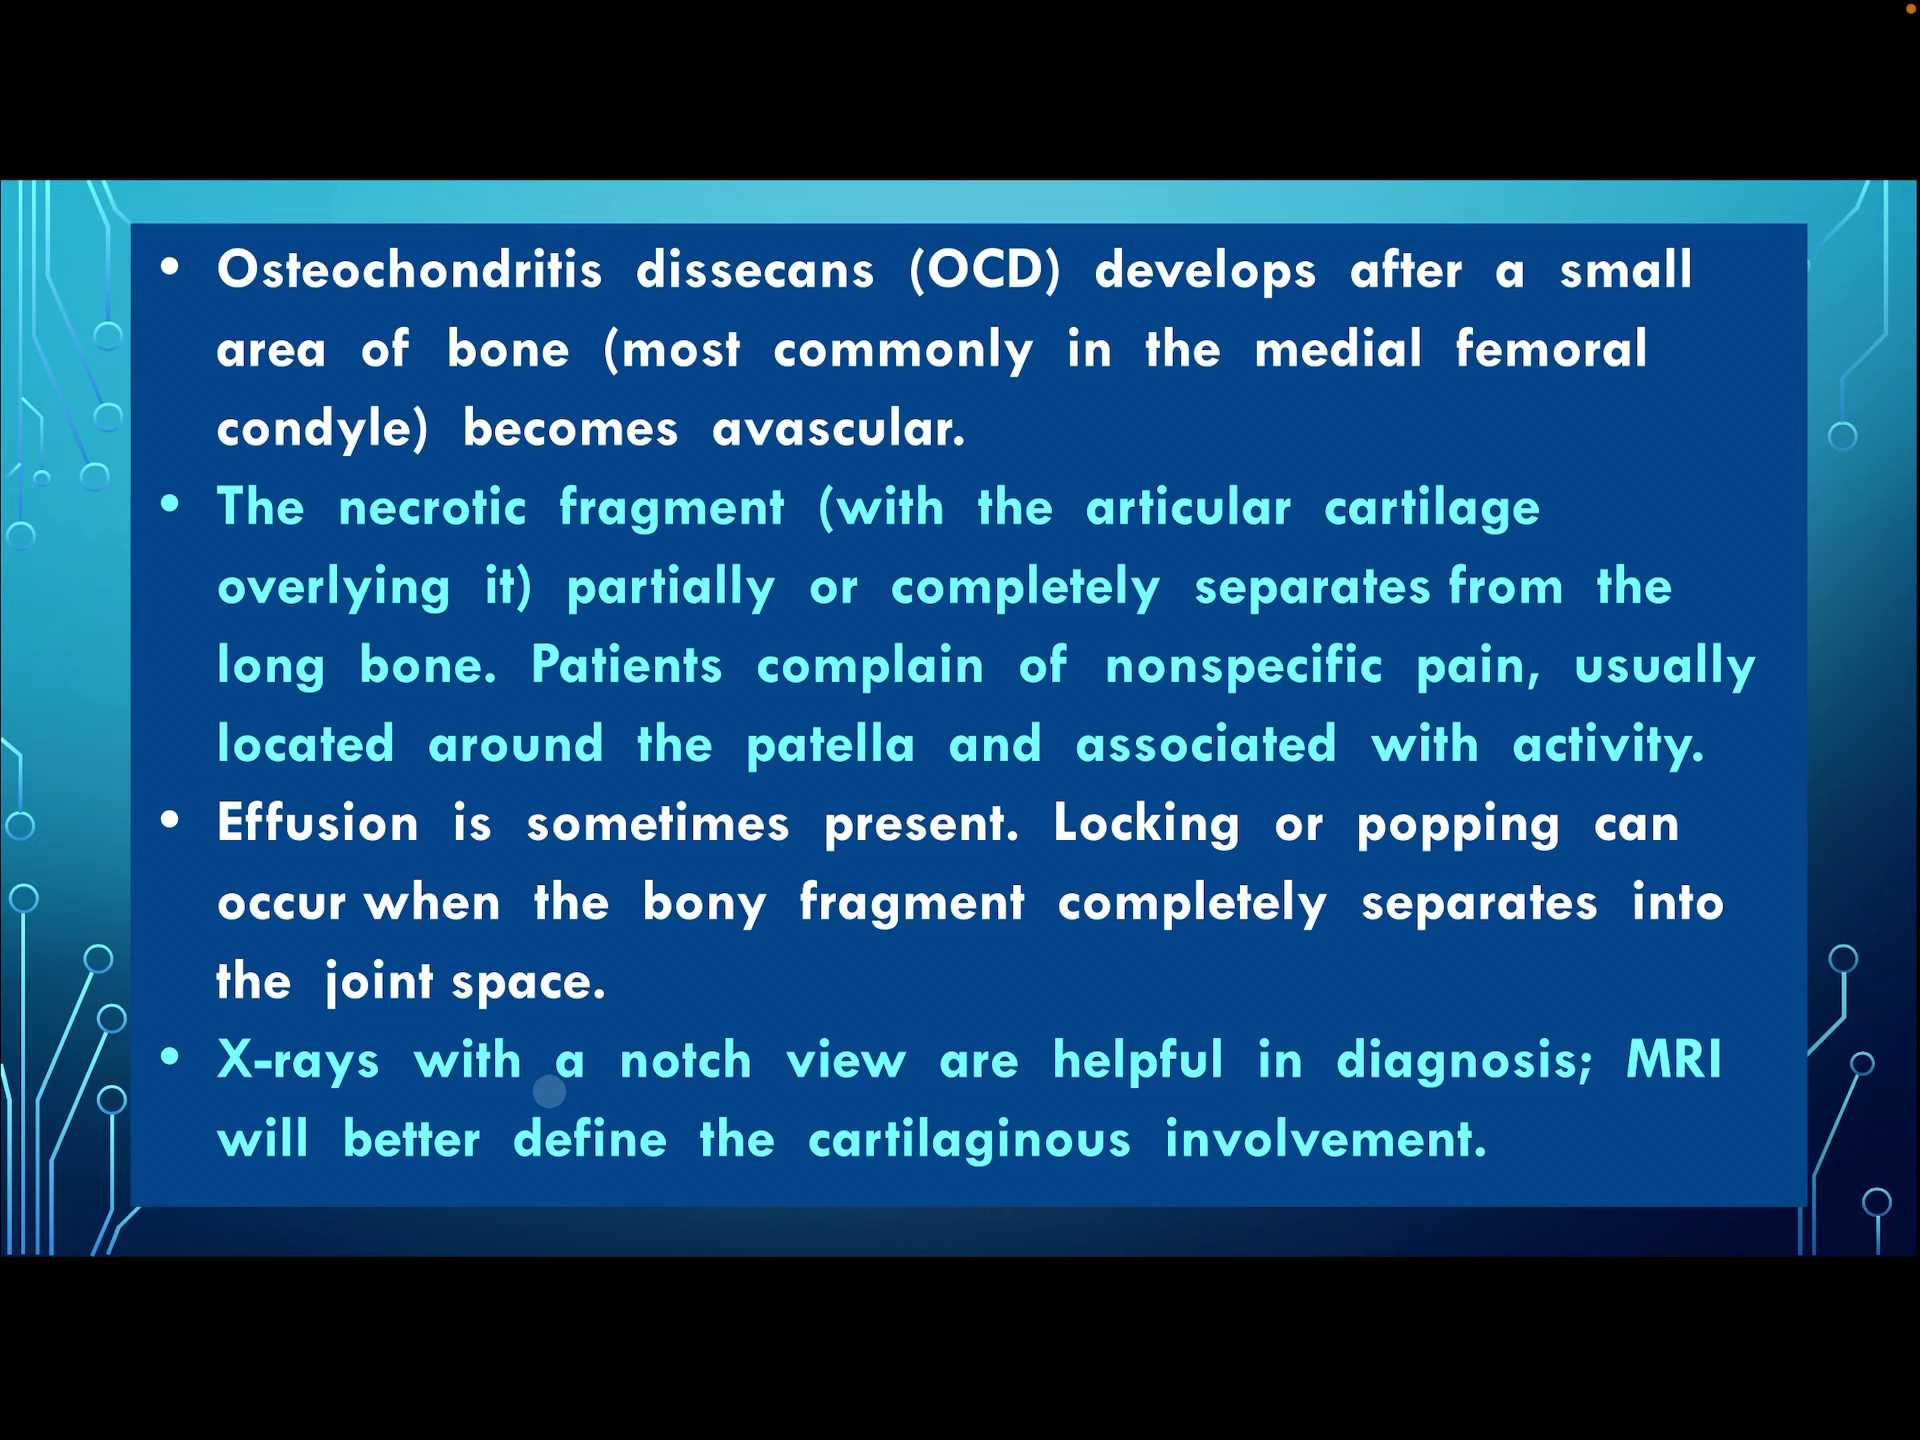 • Osteochondritis dissecans (OCD) develops after a small
area of bone (most commonly in the medial femoral
condyle) becomes avascular.
• The necrotic fragment (with the articular cartilage
overlying it) partially or completely separates from the
long bone. Patients complain of nonspecific pain, usually
located around the patella and associated with activity.
• Effusion is sometimes present. Locking or popping can
occur when the bony fragment completely separates into
the joint space.
• X-rays with a notch view are helpful in diagnosis; MRI
will better define the cartilaginous involvement.